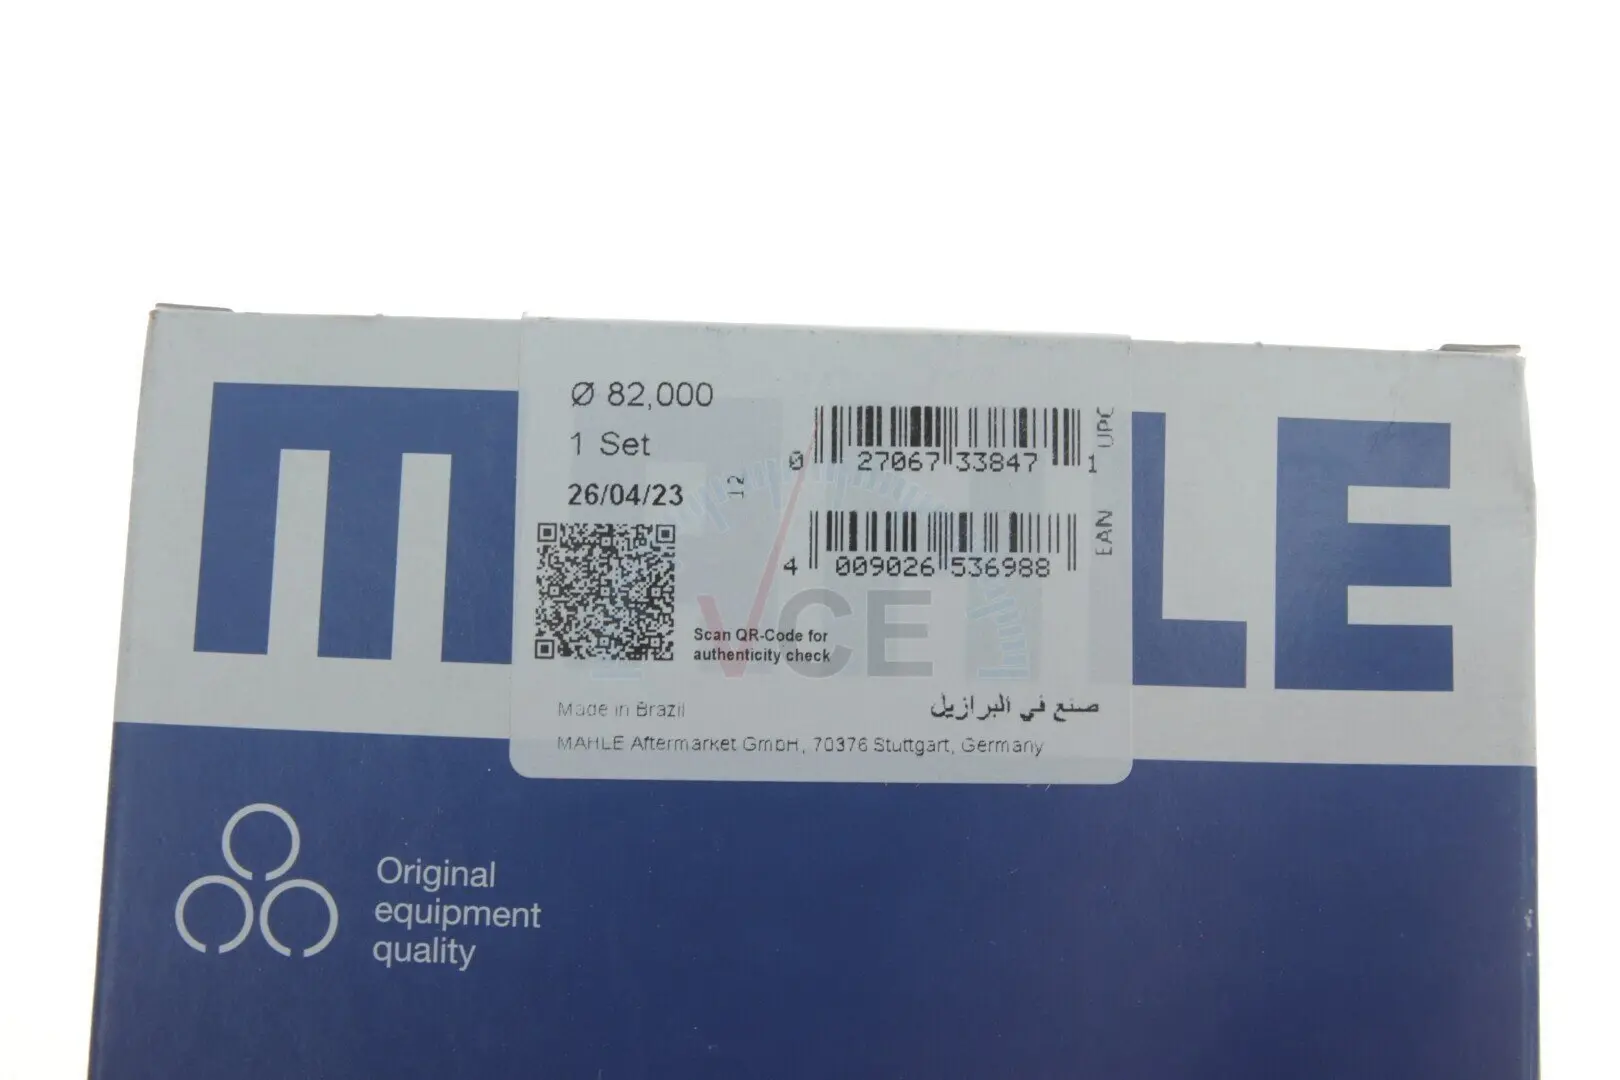 MAHLE
Ø 82,000
1 Set
26/04/23
12
0 27067 33847 1
UPC
4 009026 536988
EAN
Scan QR-Code for
authenticity check
VCE
Made in Brazil
صنع في البرازيل
MAHLE Aftermarket GmbH, 70376 Stuttgart, Germany
Original
equipment
quality